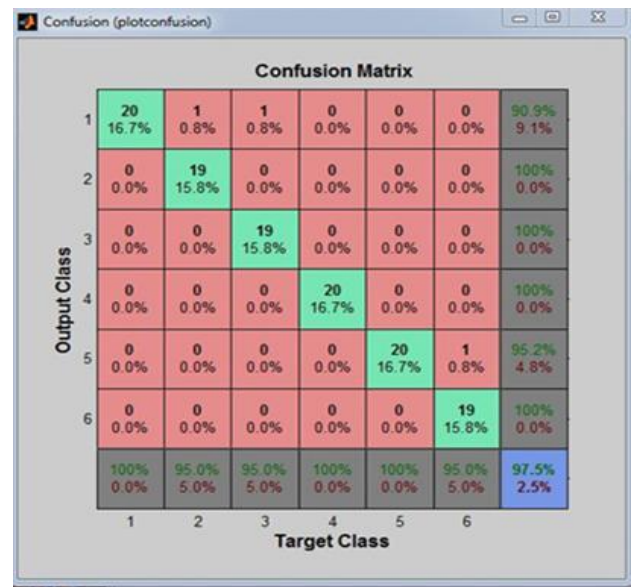 Confusion (plotconfusion)
Confusion Matrix
Output Class
1 20 1 1 0 0 0 90.9%
16.7% 0.8% 0.8% 0.0% 0.0% 0.0% 9.1%
2 0 19 0 0 0 0 100%
0.0% 15.8% 0.0% 0.0% 0.0% 0.0% 0.0%
3 0 0 19 0 0 0 100%
0.0% 0.0% 15.8% 0.0% 0.0% 0.0% 0.0%
4 0 0 0 20 0 0 100%
0.0% 0.0% 0.0% 16.7% 0.0% 0.0% 0.0%
5 0 0 0 0 20 1 95.2%
0.0% 0.0% 0.0% 0.0% 16.7% 0.8% 4.8%
6 0 0 0 0 0 19 100%
0.0% 0.0% 0.0% 0.0% 0.0% 15.8% 0.0%
100% 95.0% 95.0% 100% 100% 95.0% 97.5%
0.0% 5.0% 5.0% 0.0% 0.0% 5.0% 2.5%
1 2 3 4 5 6
Target Class